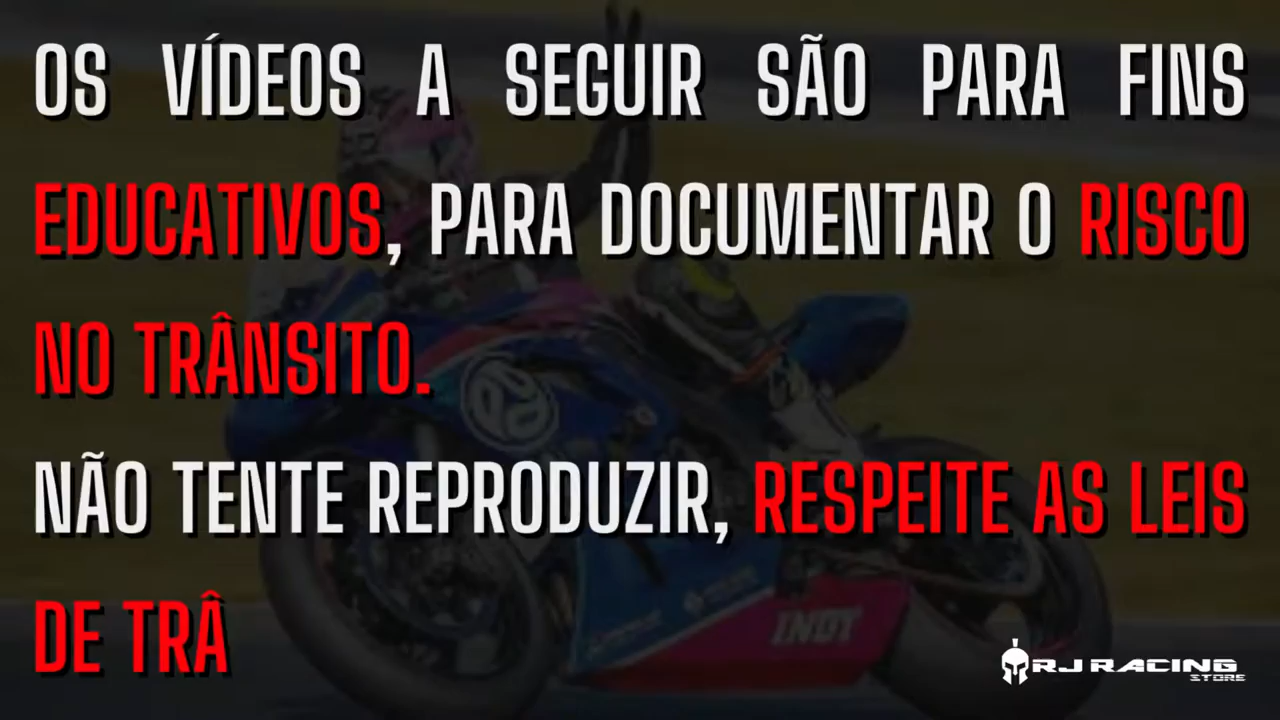 OS VÍDEOS A SEGUIR SÃO PARA FINS
EDUCATIVOS, PARA DOCUMENTAR O RISCO
NO TRÂNSITO.
NÃO TENTE REPRODUZIR, RESPEITE AS LEIS
DE TRÂ
INDY
RJ RACING
STORE